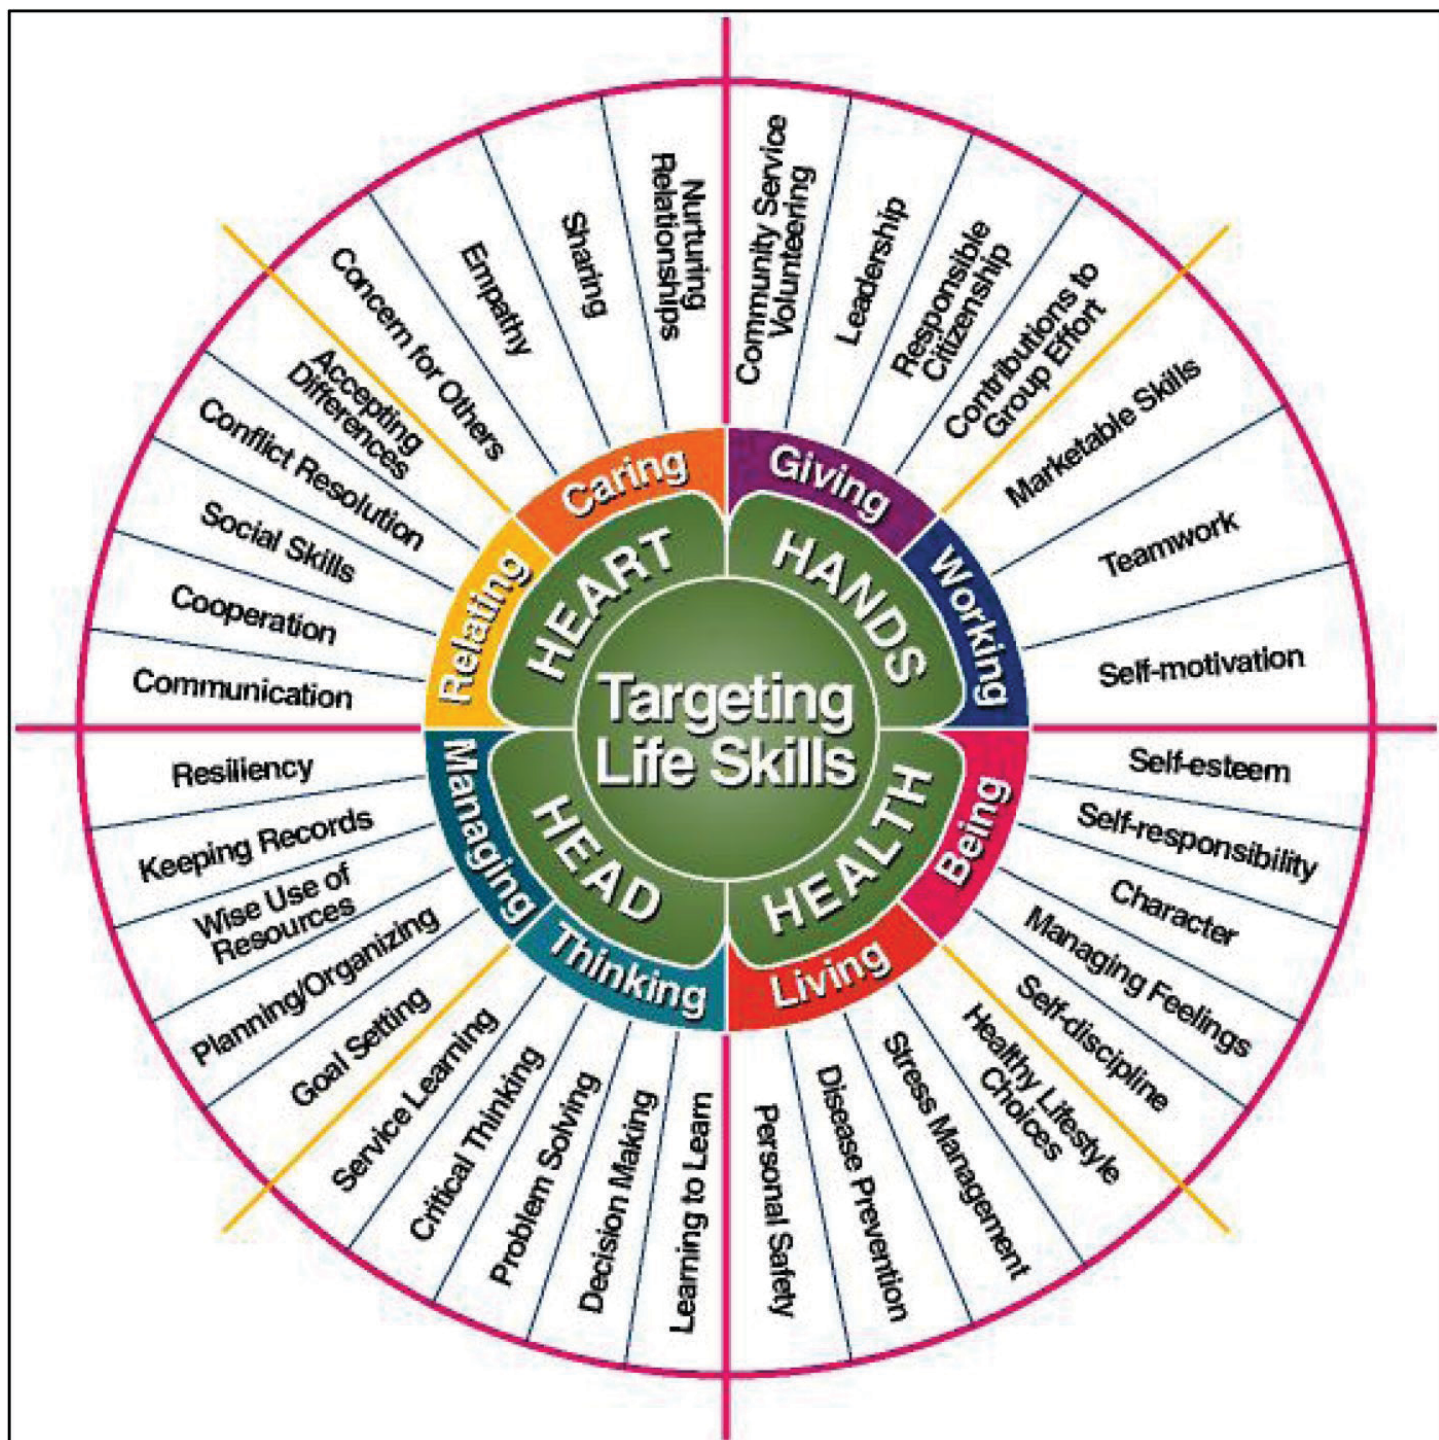 Targeting
Life Skills
HEART
HANDS
HEALTH
HEAD
Caring
Giving
Working
Being
Living
Thinking
Managing
Relating
Nurturing
Relationships
Sharing
Empathy
Concern for Others
Accepting
Differences
Conflict Resolution
Social Skills
Cooperation
Communication
Community Service
Volunteering
Leadership
Responsible
Citizenship
Contributions to
Group Effort
Marketable Skills
Teamwork
Self-motivation
Self-esteem
Self-responsibility
Character
Managing Feelings
Self-discipline
Healthy Lifestyle
Choices
Stress Management
Disease Prevention
Personal Safety
Learning to Learn
Decision Making
Problem Solving
Critical Thinking
Service Learning
Goal Setting
Planning/Organizing
Wise Use of
Resources
Keeping Records
Resiliency